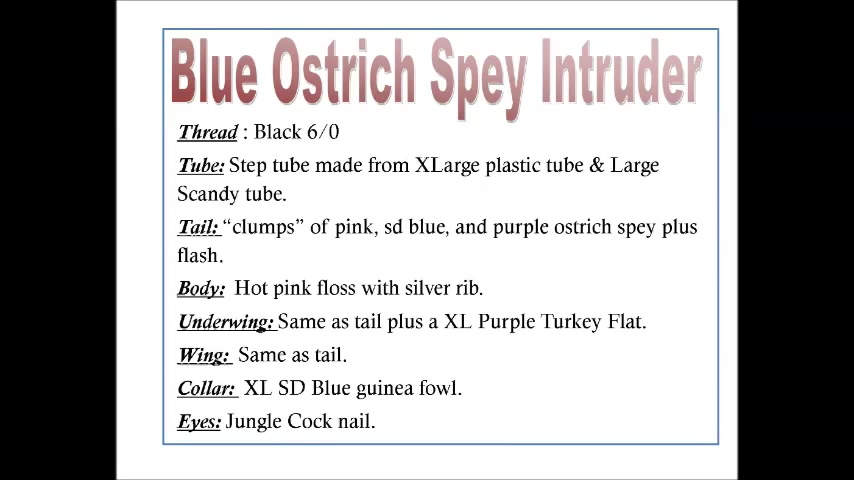 Blue Ostrich Spey Intruder
Thread : Black 6/0
Tube: Step tube made from XLarge plastic tube & Large
Scandy tube.
Tail: “clumps” of pink, sd blue, and purple ostrich spey plus
flash.
Body: Hot pink floss with silver rib.
Underwing: Same as tail plus a XL Purple Turkey Flat.
Wing: Same as tail.
Collar: XL SD Blue guinea fowl.
Eyes: Jungle Cock nail.